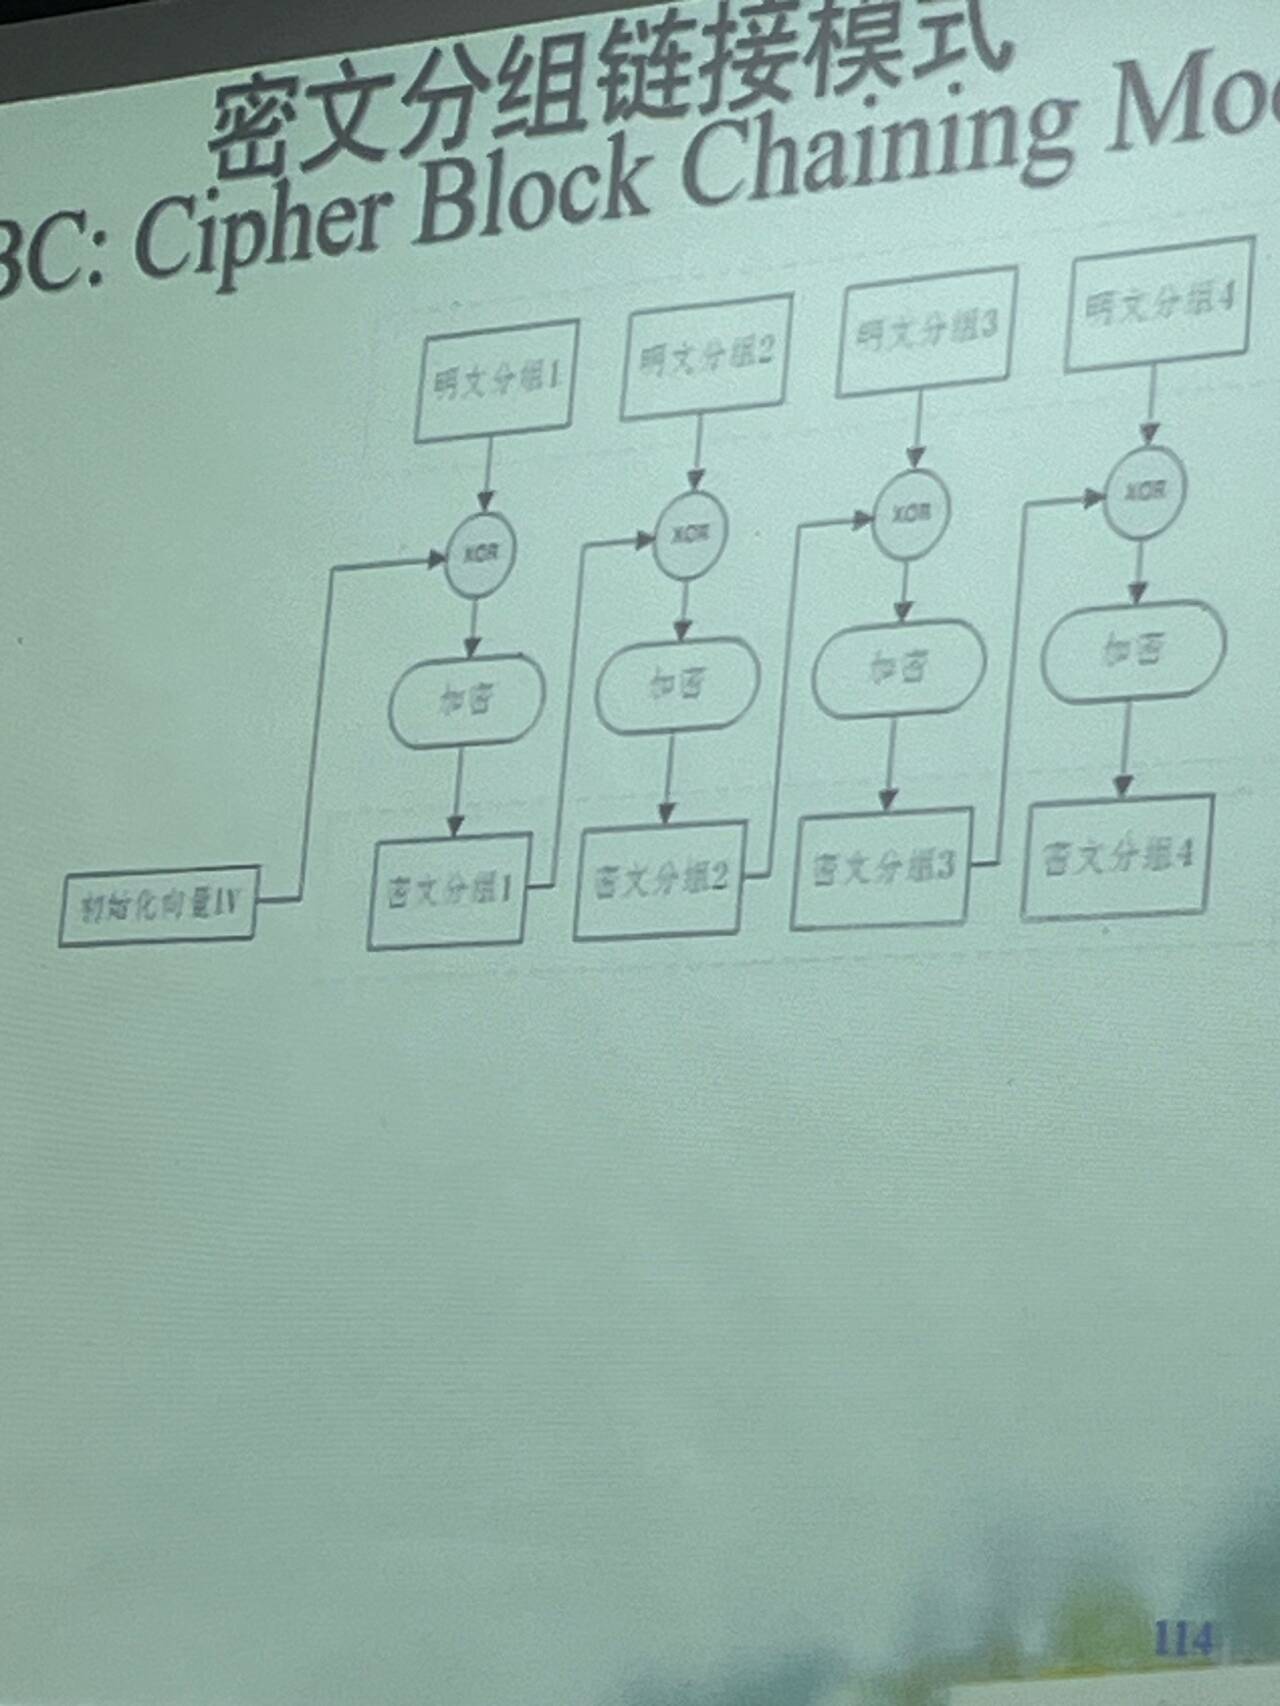 密文分组链接模式
BC: Cipher Block Chaining Mo
明文分组1 明文分组2 明文分组3 明文分组4
XOR XOR XOR XOR
加密 加密 加密 加密
初始化向量IV 密文分组1 密文分组2 密文分组3 密文分组4
114